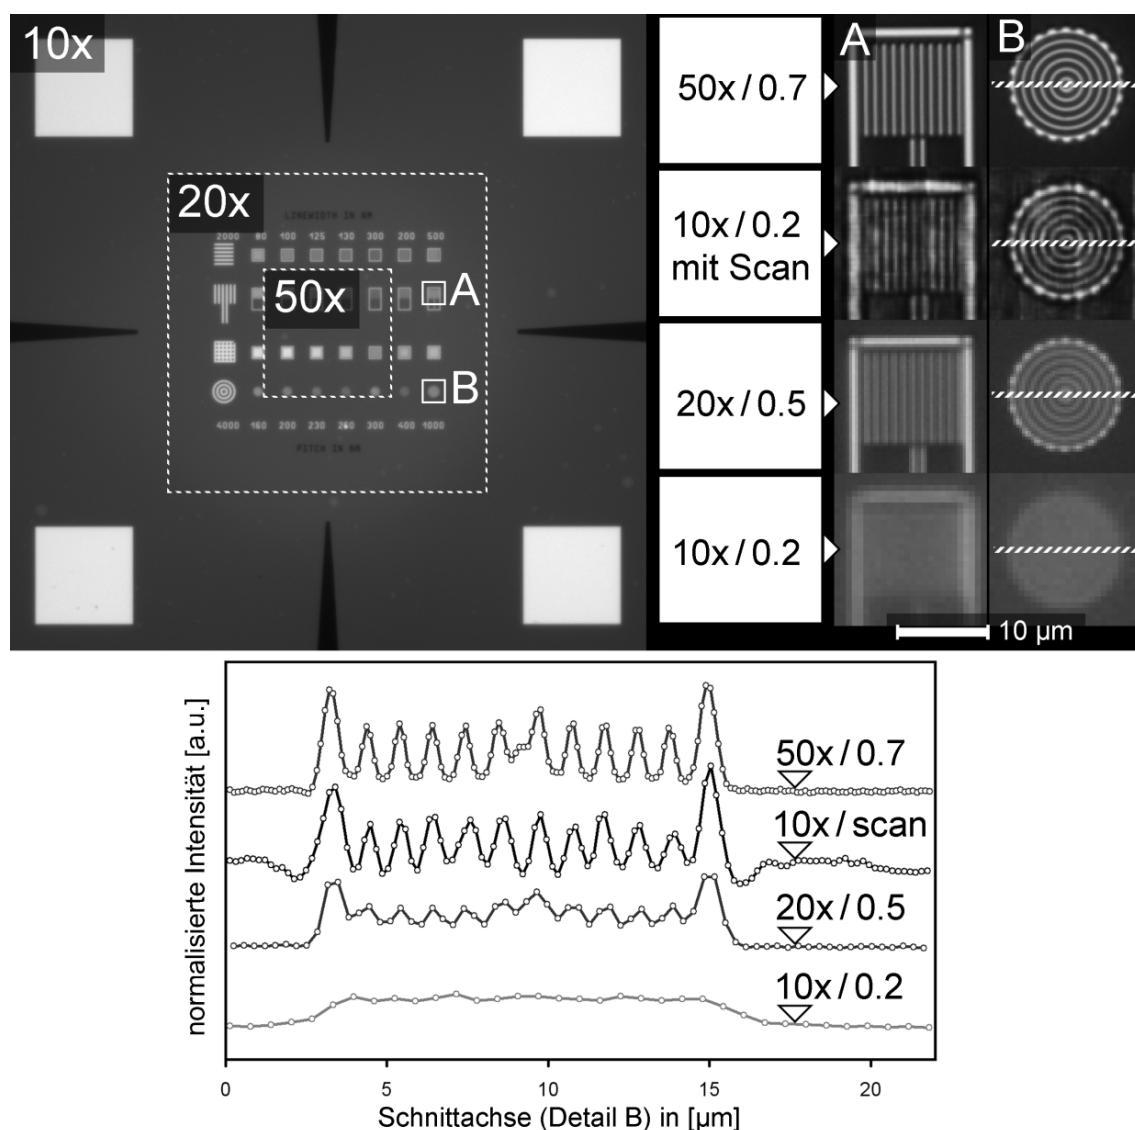 10x
20x
LINEWIDTH IN NM
2000 80 100 125 130 300 200 500
50x
A
B
4000 160 200 230 260 300 400 1000
PITCH IN NM
50x / 0.7
10x / 0.2
mit Scan
20x / 0.5
10x / 0.2
A
B
10 µm
normalisierte Intensität [a.u.]
50x / 0.7
10x / scan
20x / 0.5
10x / 0.2
0 5 10 15 20
Schnittachse (Detail B) in [µm]